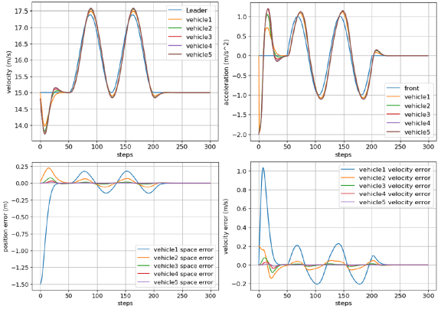 17.5
17.0
16.5
16.0
15.5
15.0
14.5
14.0
velocity (m/s)
0 50 100 150 200 250 300
steps
Leader
vehicle1
vehicle2
vehicle3
vehicle4
vehicle5
1.0
0.5
0.0
−0.5
−1.0
−1.5
−2.0
acceleration (m/s^2)
0 50 100 150 200 250 300
steps
front
vehicle1
vehicle2
vehicle3
vehicle4
vehicle5
0.25
0.00
−0.25
−0.50
−0.75
−1.00
−1.25
−1.50
position error (m)
0 50 100 150 200 250 300
steps
vehicle1 space error
vehicle2 space error
vehicle3 space error
vehicle4 space error
vehicle5 space error
1.0
0.8
0.6
0.4
0.2
0.0
−0.2
velocity error (m/s)
0 50 100 150 200 250 300
steps
vehicle1 velocity error
vehicle2 velocity error
vehicle3 velocity error
vehicle4 velocity error
vehicle5 velocity error